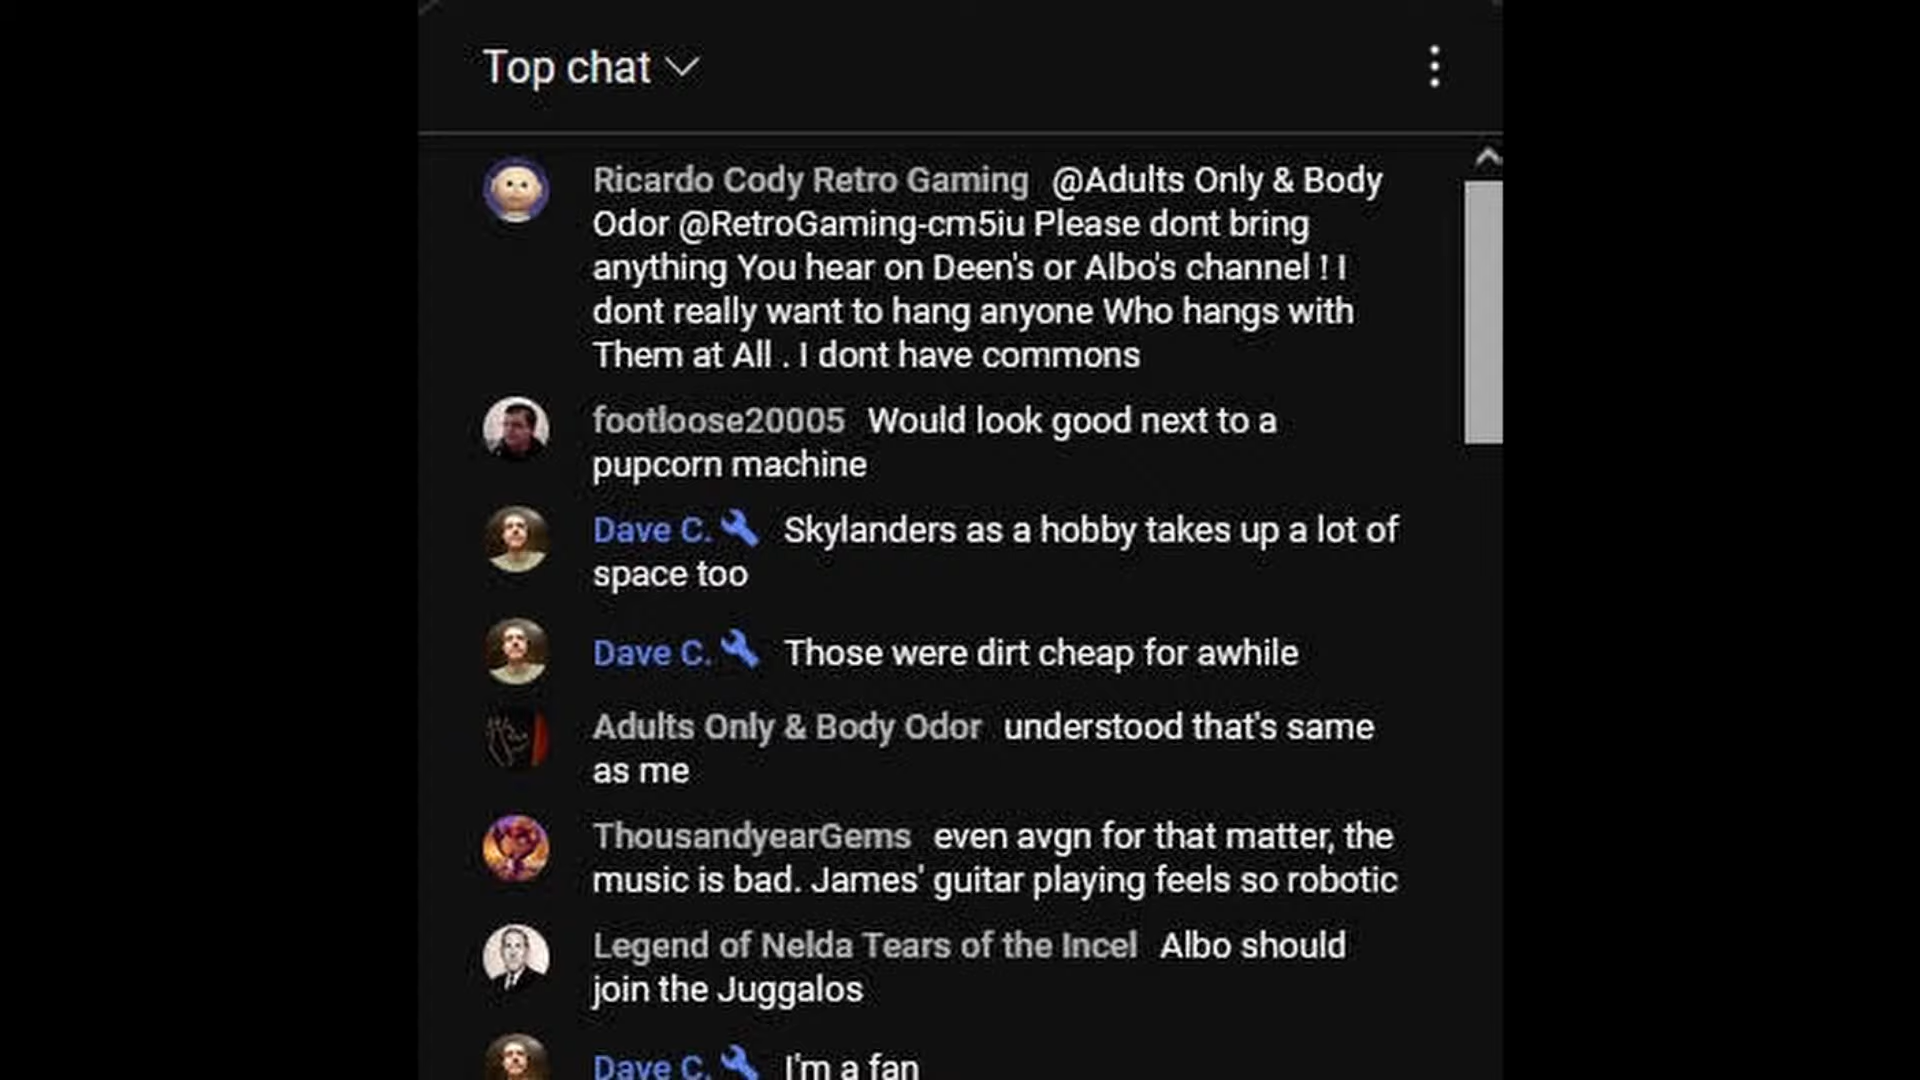 Top chat
Ricardo Cody Retro Gaming @Adults Only & Body
Odor @RetroGaming-cm5iu Please dont bring
anything You hear on Deen's or Albo's channel ! I
dont really want to hang anyone Who hangs with
Them at All . I dont have commons
footloose20005 Would look good next to a
pupcorn machine
Dave C. Skylanders as a hobby takes up a lot of
space too
Dave C. Those were dirt cheap for awhile
Adults Only & Body Odor understood that's same
as me
ThousandyearGems even avgn for that matter, the
music is bad. James' guitar playing feels so robotic
Legend of Nelda Tears of the Incel Albo should
join the Juggalos
Dave C. I'm a fan